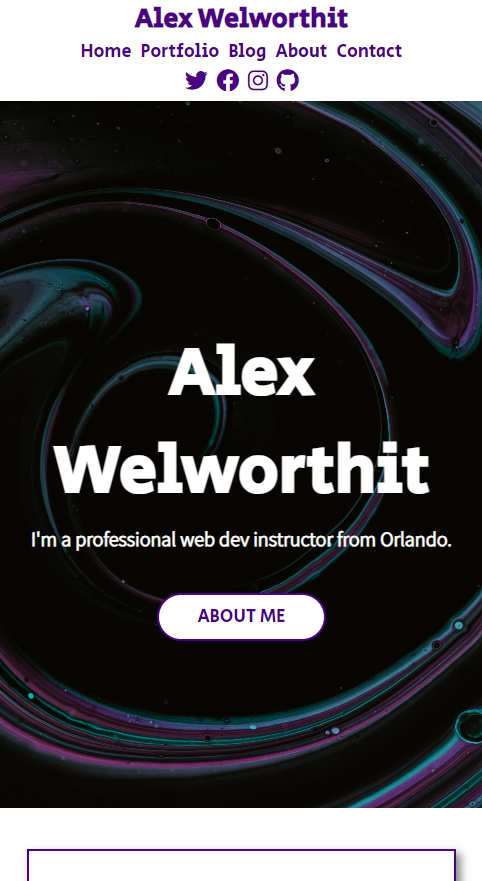 Alex Welworthit
Home Portfolio Blog About Contact
Alex
Welworthit
I'm a professional web dev instructor from Orlando.
ABOUT ME